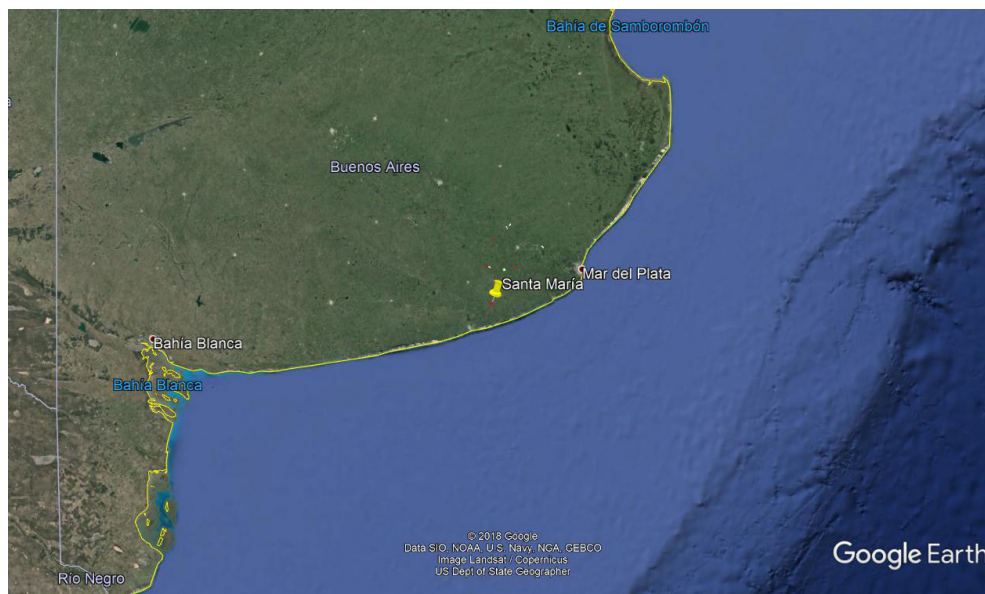 Bahía de Samborombón
Buenos Aires
Mar del Plata
Santa María
Bahía Blanca
Bahía Blanca
© 2018 Google
Data SIO, NOAA, U.S. Navy, NGA, GEBCO
Image Landsat / Copernicus
US Dept of State Geographer
Google Earth
Río Negro